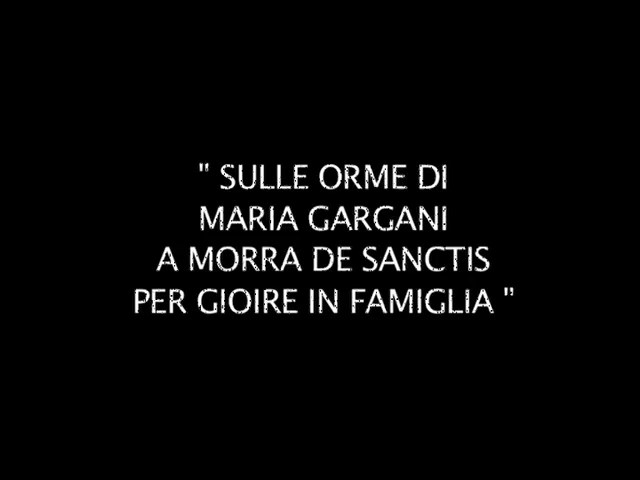 " SULLE ORME DI
MARIA GARGANI
A MORRA DE SANCTIS
PER GIOIRE IN FAMIGLIA "